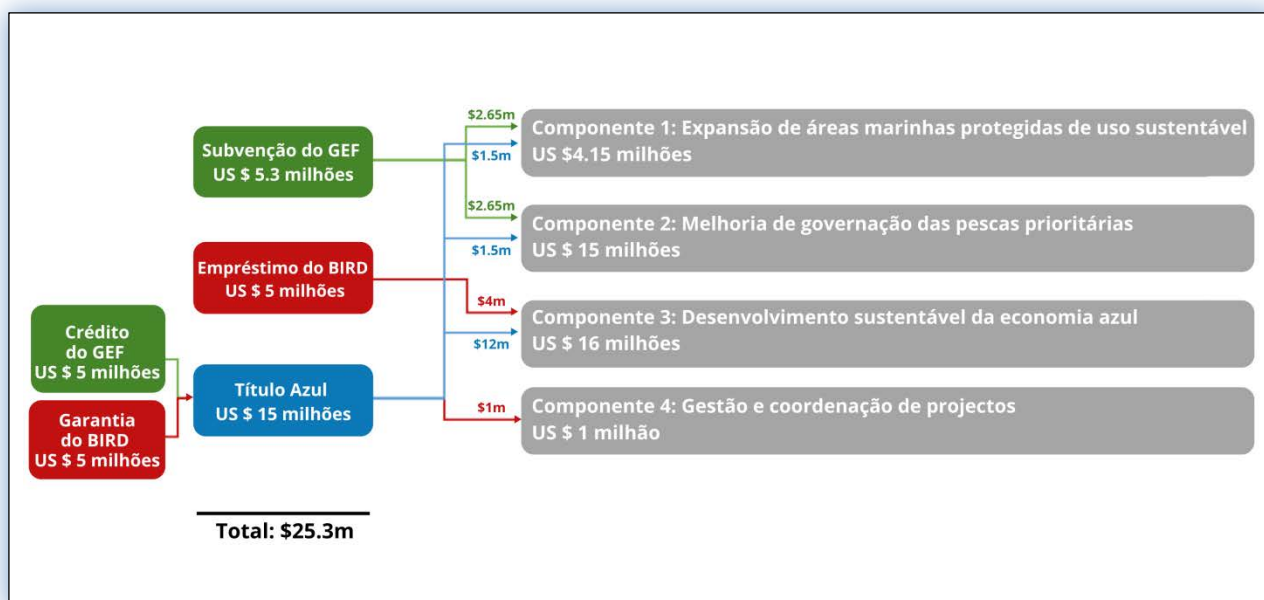 Subvenção do GEF
US $ 5.3 milhões
Empréstimo do BIRD
US $ 5 milhões
Crédito
do GEF
US $ 5 milhões
Garantia
do BIRD
US $ 5 milhões
Título Azul
US $ 15 milhões
Total: $25.3m
$2.65m
$1.5m
Componente 1: Expansão de áreas marinhas protegidas de uso sustentável
US $4.15 milhões
$2.65m
$1.5m
Componente 2: Melhoria de governação das pescas prioritárias
US $ 15 milhões
$4m
$12m
Componente 3: Desenvolvimento sustentável da economia azul
US $ 16 milhões
$1m
Componente 4: Gestão e coordenação de projectos
US $ 1 milhão